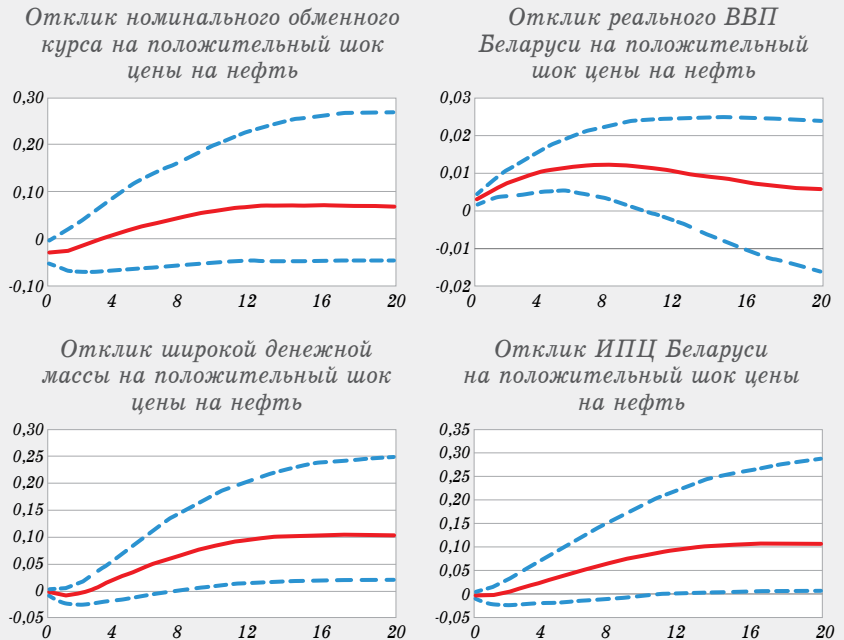 Отклик номинального обменного
курса на положительный шок
цены на нефть
0,30
0,20
0,10
0
-0,10
0 4 8 12 16 20
Отклик реального ВВП
Беларуси на положительный
шок цены на нефть
0,03
0,02
0,01
0
-0,01
-0,02
0 4 8 12 16 20
Отклик широкой денежной
массы на положительный шок
цены на нефть
0,30
0,25
0,20
0,15
0,10
0,05
0
-0,05
0 4 8 12 16 20
Отклик ИПЦ Беларуси
на положительный шок цены
на нефть
0,35
0,30
0,25
0,20
0,15
0,10
0,05
0
-0,05
0 4 8 12 16 20